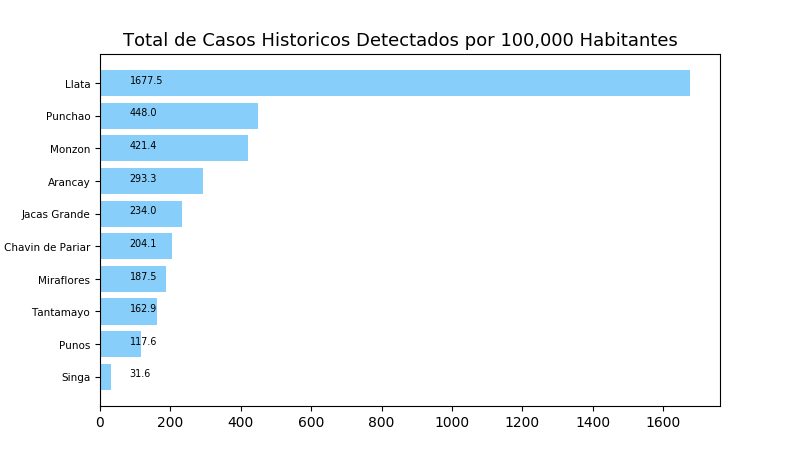 Total de Casos Historicos Detectados por 100,000 Habitantes
Llata 1677.5
Punchao 448.0
Monzon 421.4
Arancay 293.3
Jacas Grande 234.0
Chavin de Pariar 204.1
Miraflores 187.5
Tantamayo 162.9
Punos 117.6
Singa 31.6
0 200 400 600 800 1000 1200 1400 1600